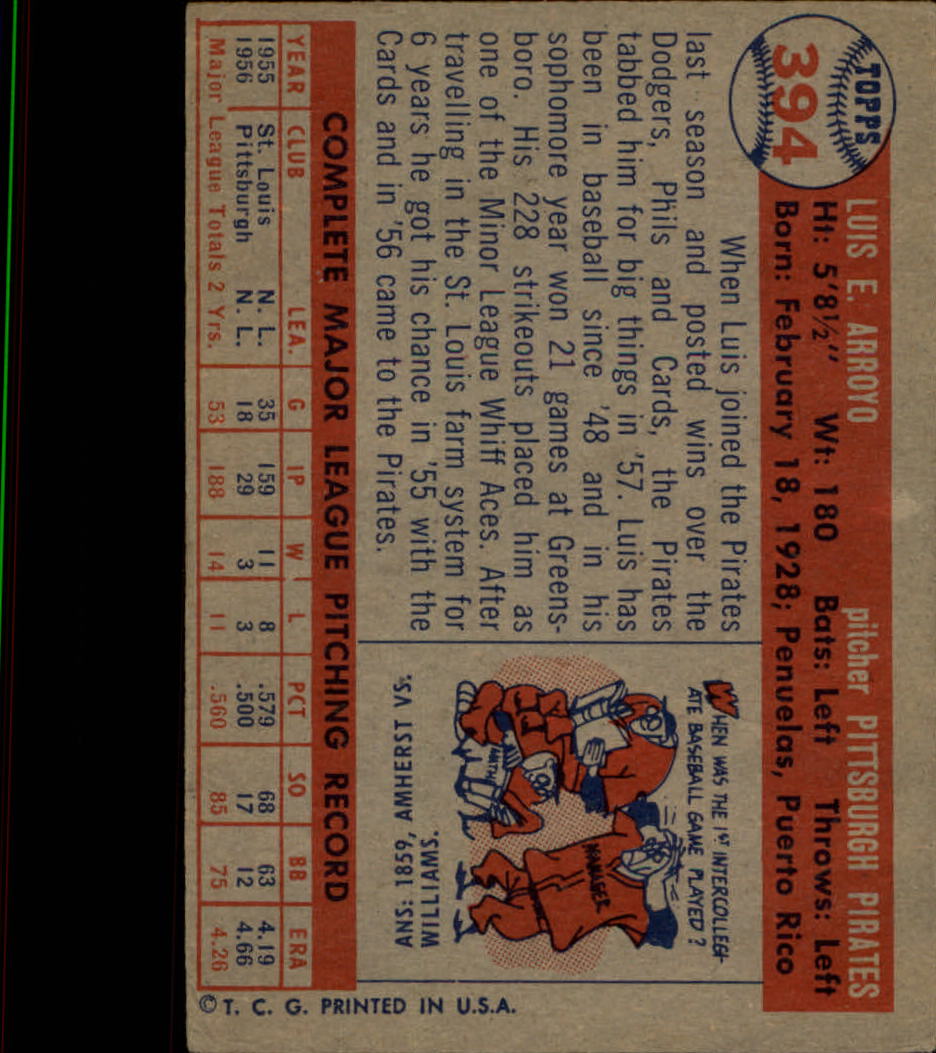 TOPPS
394
LUIS E. ARROYO pitcher PITTSBURGH PIRATES
Ht: 5'8½" Wt: 180 Bats: Left Throws: Left
Born: February 18, 1928; Penuelas, Puerto Rico
When Luis joined the Pirates
last season and posted wins over the
Dodgers, Phils and Cards, the Pirates
tabbed him for big things in '57. Luis has
been in baseball since '48 and in his
sophomore year won 21 games at Greens-
boro. His 228 strikeouts placed him as
one of the Minor League Whiff Aces. After
travelling in the St. Louis farm system for
6 years he got his chance in '55 with the
Cards and in '56 came to the Pirates.
WHEN WAS THE 1ST INTERCOLLEGI-
ATE BASEBALL GAME PLAYED?
MANAGER
MATH
ANS: 1859, AMHERST VS.
WILLIAMS.
COMPLETE MAJOR LEAGUE PITCHING RECORD
YEAR CLUB LEA. G IP W L PCT SO BB ERA
1955 St. Louis N. L. 35 159 11 8 .579 68 63 4.19
1956 Pittsburgh N. L. 18 29 3 3 .500 17 12 4.66
Major League Totals 2 Yrs. 53 188 14 11 .560 85 75 4.26
© T. C. G. PRINTED IN U.S.A.